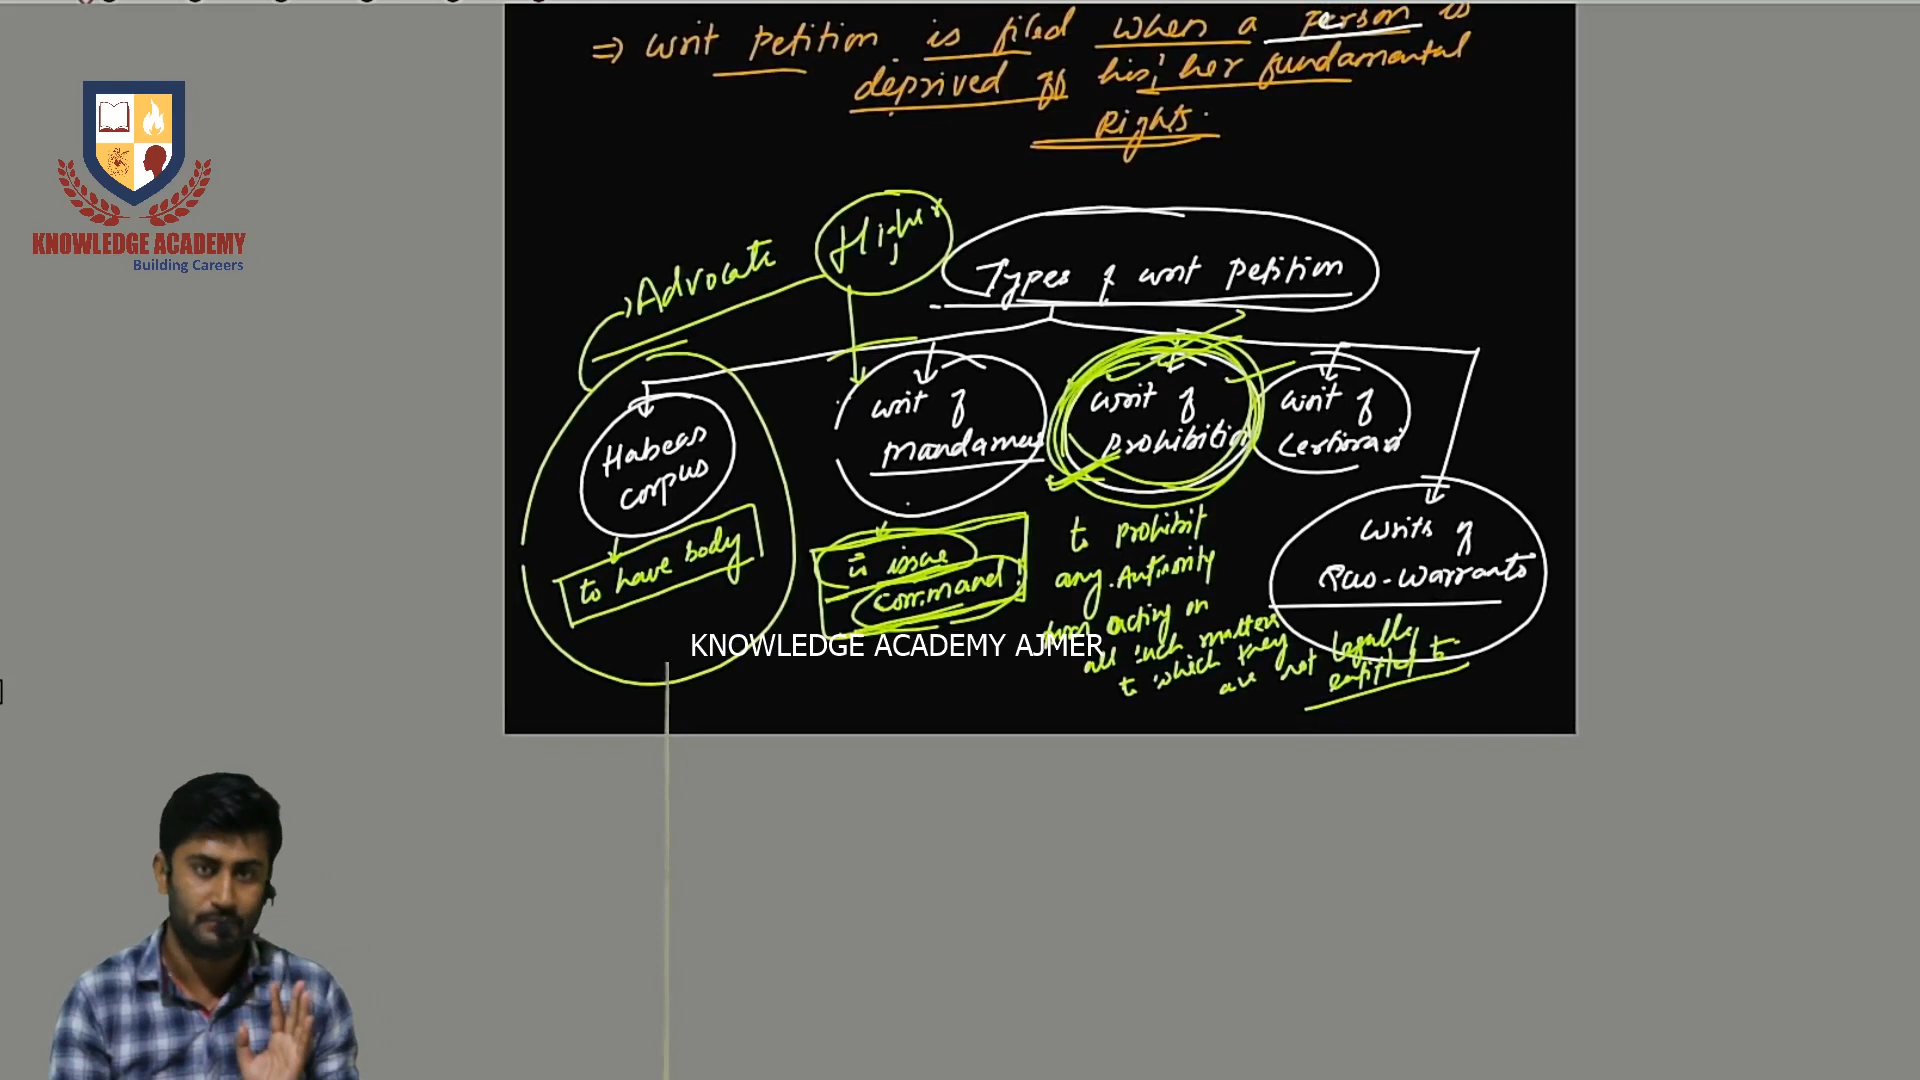 ⇒ writ petition is filed when a person is
deprived of his/her fundamental
Rights.
KNOWLEDGE ACADEMY
Building Careers
Higher
Advocate
Types of writ petition
Habeas
corpus
to have body
writ of
mandamus
to issue
command
writ of
prohibition
to prohibit
any Authority
from acting on
all such matters
to which they
are not legally
entitled to
writ of
Certiorari
writs of
Quo-warranto
KNOWLEDGE ACADEMY AJMER